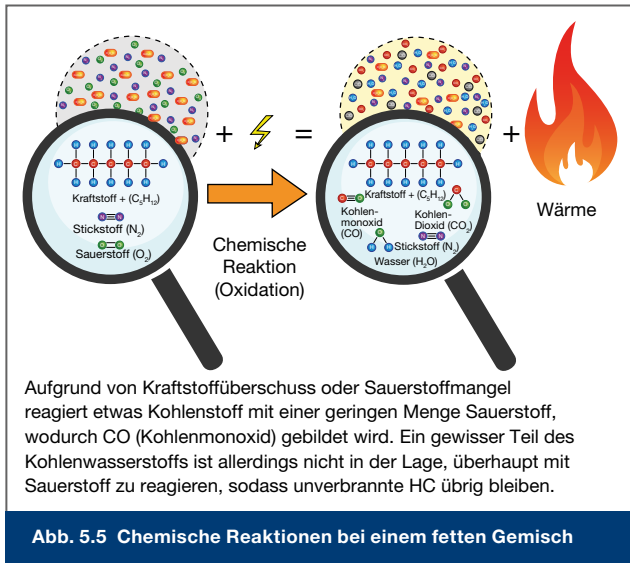 +
=
+
Kraftstoff + (C₅H₁₂)
Stickstoff (N₂)
Sauerstoff (O₂)
Chemische
Reaktion
(Oxidation)
Kraftstoff + (C₅H₁₂)
Kohlen-
monoxid
(CO)
Kohlen-
Dioxid (CO₂)
Stickstoff (N₂)
Wasser (H₂O)
Wärme
Aufgrund von Kraftstoffüberschuss oder Sauerstoffmangel
reagiert etwas Kohlenstoff mit einer geringen Menge Sauerstoff,
wodurch CO (Kohlenmonoxid) gebildet wird. Ein gewisser Teil des
Kohlenwasserstoffs ist allerdings nicht in der Lage, überhaupt mit
Sauerstoff zu reagieren, sodass unverbrannte HC übrig bleiben.
Abb. 5.5 Chemische Reaktionen bei einem fetten Gemisch